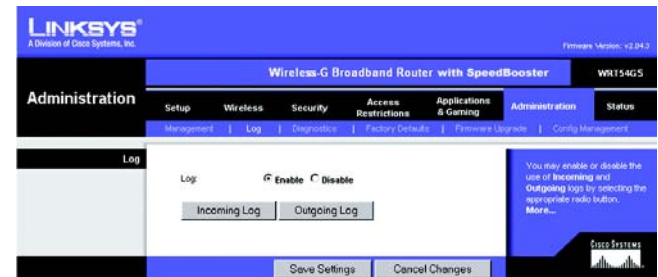 LINKSYS®
A Division of Cisco Systems, Inc.
Firmware Version: v2.04.3
Wireless-G Broadband Router with SpeedBooster WRT54GS
Administration
Setup Wireless Security Access Restrictions Applications & Gaming Administration Status
Management | Log | Diagnostics | Factory Defaults | Firmware Upgrade | Config Management
Log
Log: Enable Disable
Incoming Log Outgoing Log
You may enable or disable the
use of Incoming and
Outgoing logs by selecting the
appropriate radio button.
More...
Save Settings Cancel Changes
CISCO SYSTEMS